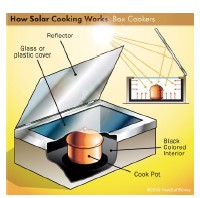 How Solar Cooking Works Box Cookers
Reflector
Glass or
plastic cover
Black
Colored
Interior
Cook Pot